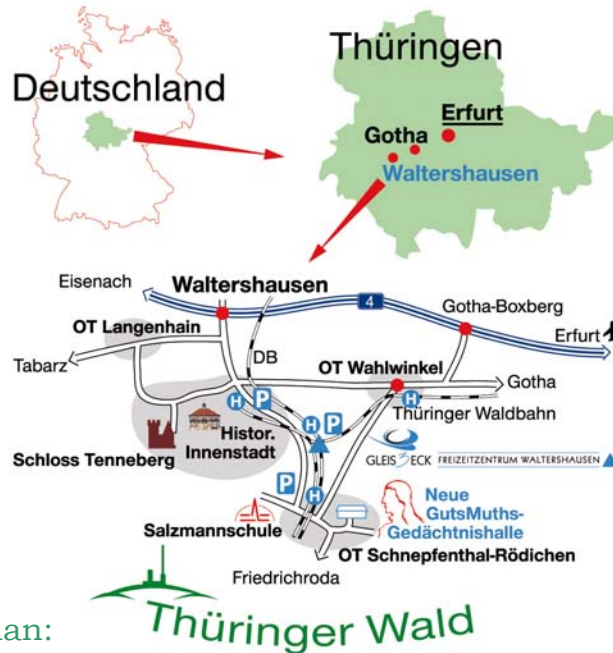 Deutschland
Thüringen
Erfurt
Gotha
Waltershausen
Waltershausen
Eisenach
4
Gotha-Boxberg
Erfurt
OT Langenhain
DB
OT Wahlwinkel
Tabarz
Gotha
H
P
H
H
P
Thüringer Waldbahn
Histor.
Innenstadt
Schloss Tenneberg
GLEIS3ECK
FREIZEITZENTRUM WALTERSHAUSEN
P
H
Neue
GutsMuths-
Gedächtnishalle
Salzmannschule
OT Schnepfenthal-Rödichen
Friedrichroda
Thüringer Wald